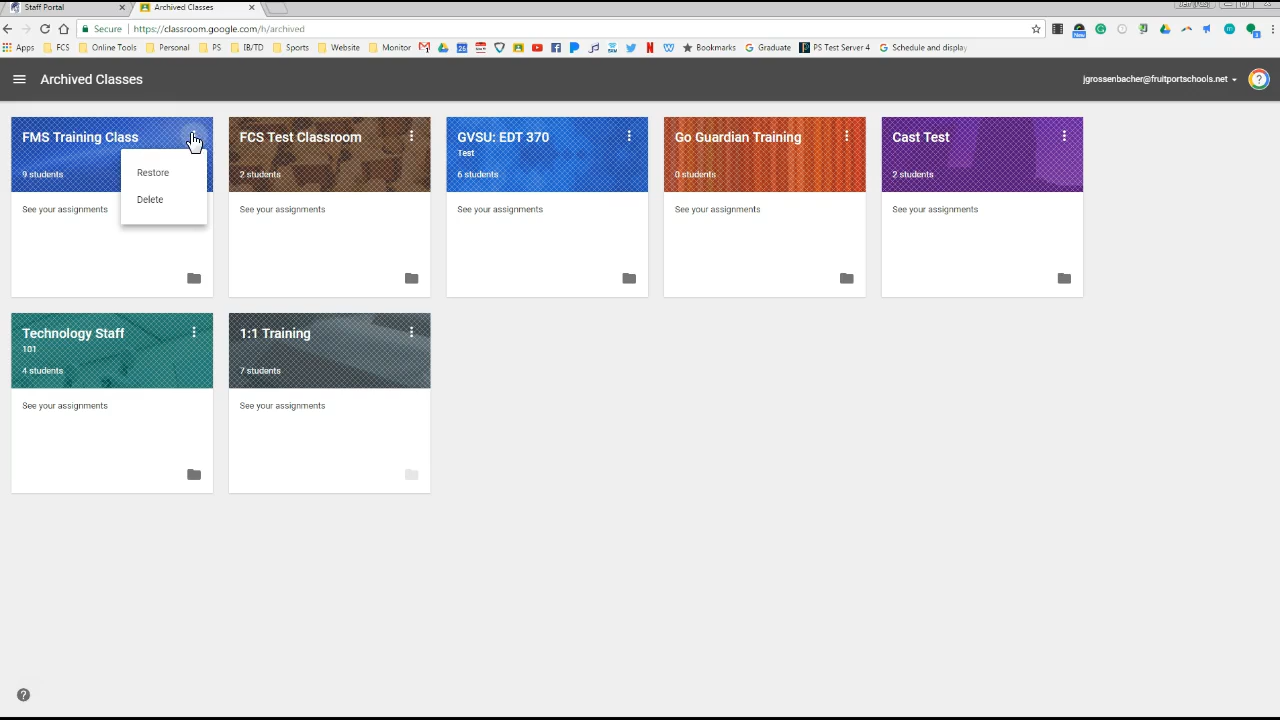 Staff Portal
Archived Classes
Secure
https://classroom.google.com/h/archived
Apps
FCS
Online Tools
Personal
PS
IB/TD
Sports
Website
Monitor
Bookmarks
Graduate
PS Test Server 4
Schedule and display
Archived Classes
jgrossenbacher@fruitportschools.net
FMS Training Class
9 students
Restore
Delete
See your assignments
FCS Test Classroom
2 students
See your assignments
GVSU: EDT 370
Test
6 students
See your assignments
Go Guardian Training
0 students
See your assignments
Cast Test
2 students
See your assignments
Technology Staff
101
4 students
See your assignments
1:1 Training
7 students
See your assignments